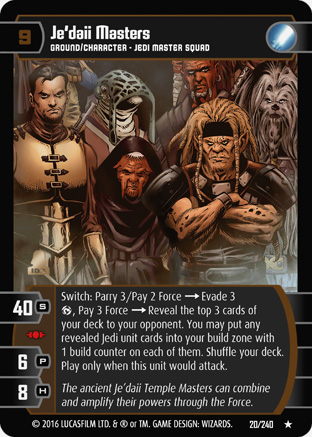 9
Je'daii Masters
GROUND/CHARACTER - JEDI MASTER SQUAD
40 S
6 P
8 H
Switch: Parry 3/Pay 2 Force → Evade 3
, Pay 3 Force → Reveal the top 3 cards of
your deck to your opponent. You may put any
revealed Jedi unit cards into your build zone with
1 build counter on each of them. Shuffle your deck.
Play only when this unit would attack.
The ancient Je'daii Temple Masters can combine
and amplify their powers through the Force.
© 2016 LUCASFILM LTD. & ® or TM. GAME DESIGN: WIZARDS.
20/240